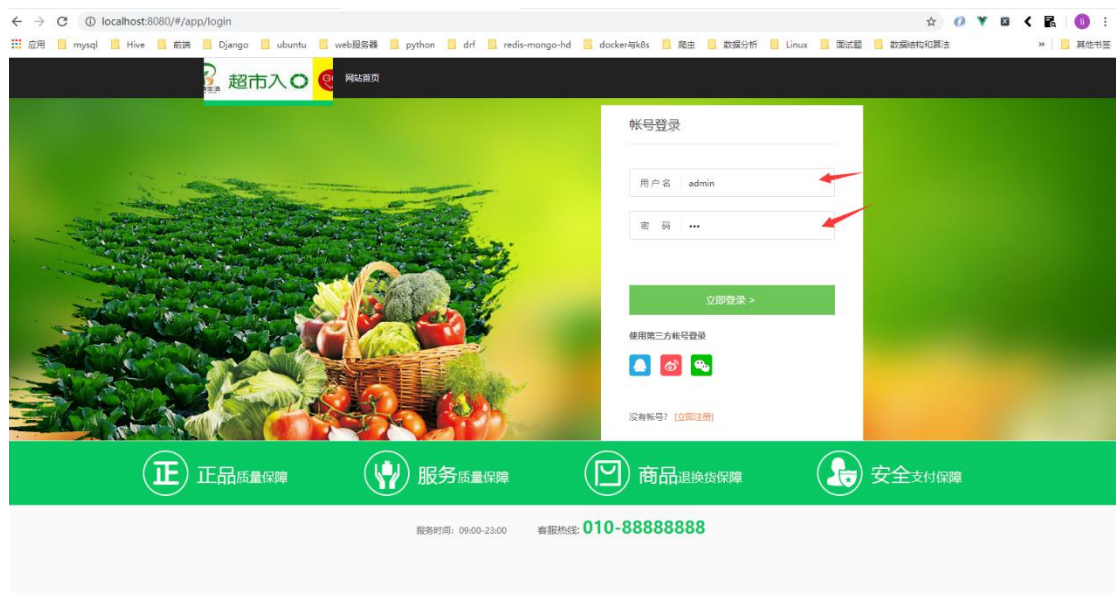 localhost:8080/#/app/login
应用 mysql Hive 前端 Django ubuntu web服务器 python drf redis-mongo-hd docker与k8s 爬虫 数据分析 Linux 面试题 数据结构和算法 » 其他书签
超市入 网站首页
帐号登录
用户名 admin
密 码 •••
立即登录 >
使用第三方帐号登录
没有帐号? [立即注册]
正 正品质量保障 服务质量保障 商品退换货保障 安全支付保障
服务时间：09:00-23:00 客服热线: 010-88888888